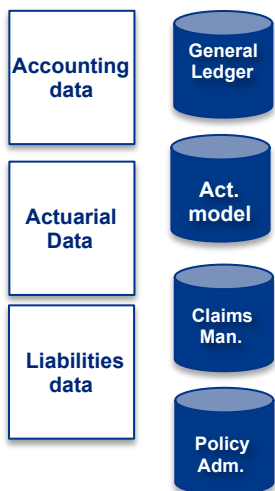 Accounting
data
General
Ledger
Actuarial
Data
Act.
model
Liabilities
data
Claims
Man.
Policy
Adm.